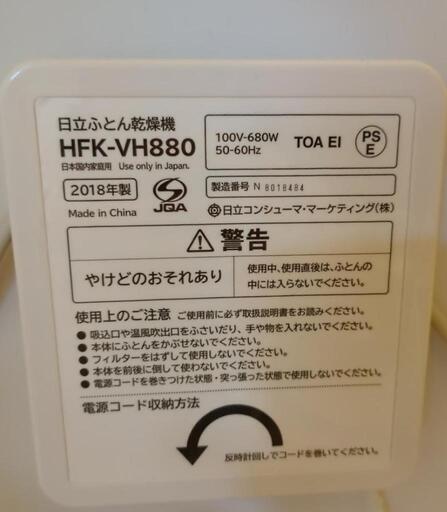 日立ふとん乾燥機
HFK-VH880
日本国内家庭用 Use only in Japan.
100V-680W
50-60Hz
TOA EI
PS
E
2018年製
JQA
製造番号 N 8018484
Made in China
日立コンシューマ・マーケティング(株)
警告
やけどのおそれあり
使用中、使用直後は、ふとんの
中には入らないでください。
使用上のご注意 ご使用前に必ず取扱説明書をお読みください。
● 吸込口や温風吹出口をふさいだり、手や物を入れないでください。
● 本体にふとんをかぶせないでください。
● フィルターをはずして使用しないでください。
● 本体を前後に倒して使わないでください。
● 電源コードを巻きつけた状態・突っ張った状態で使用しないでください。
電源コード収納方法
反時計回しでコードを巻いてください。